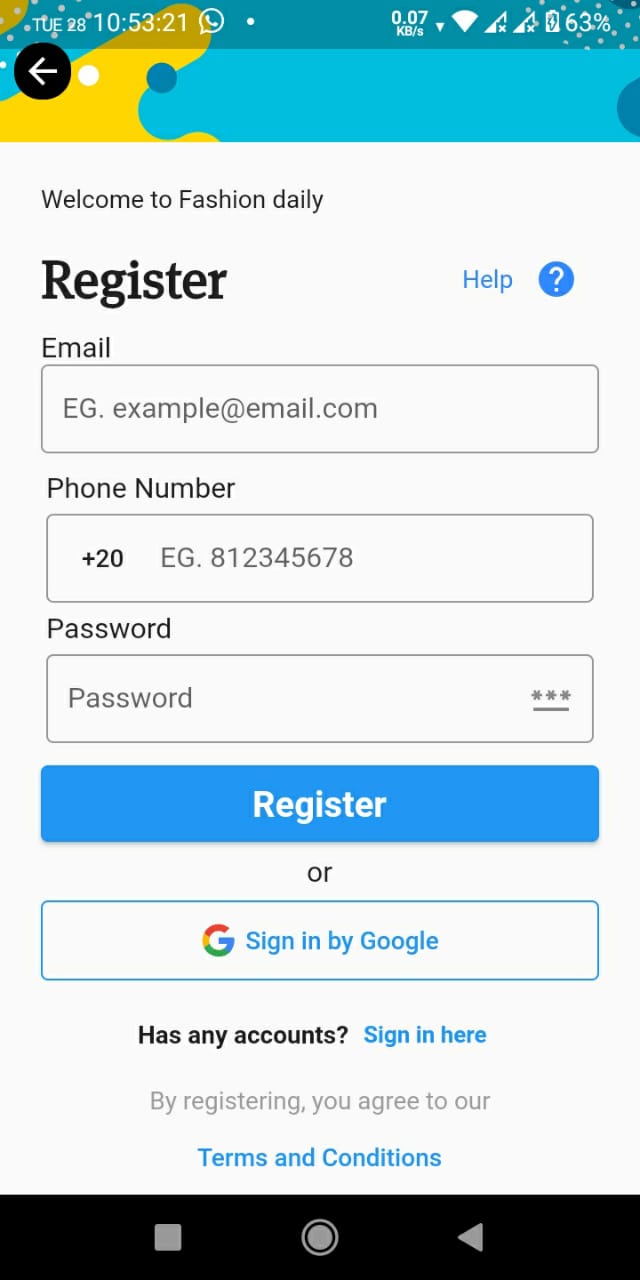 TUE 28 10:53:21 0.07 KB/s 63%
Welcome to Fashion daily
Register
Help ?
Email
EG. example@email.com
Phone Number
+20 EG. 812345678
Password
Password ***
Register
or
G Sign in by Google
Has any accounts? Sign in here
By registering, you agree to our
Terms and Conditions